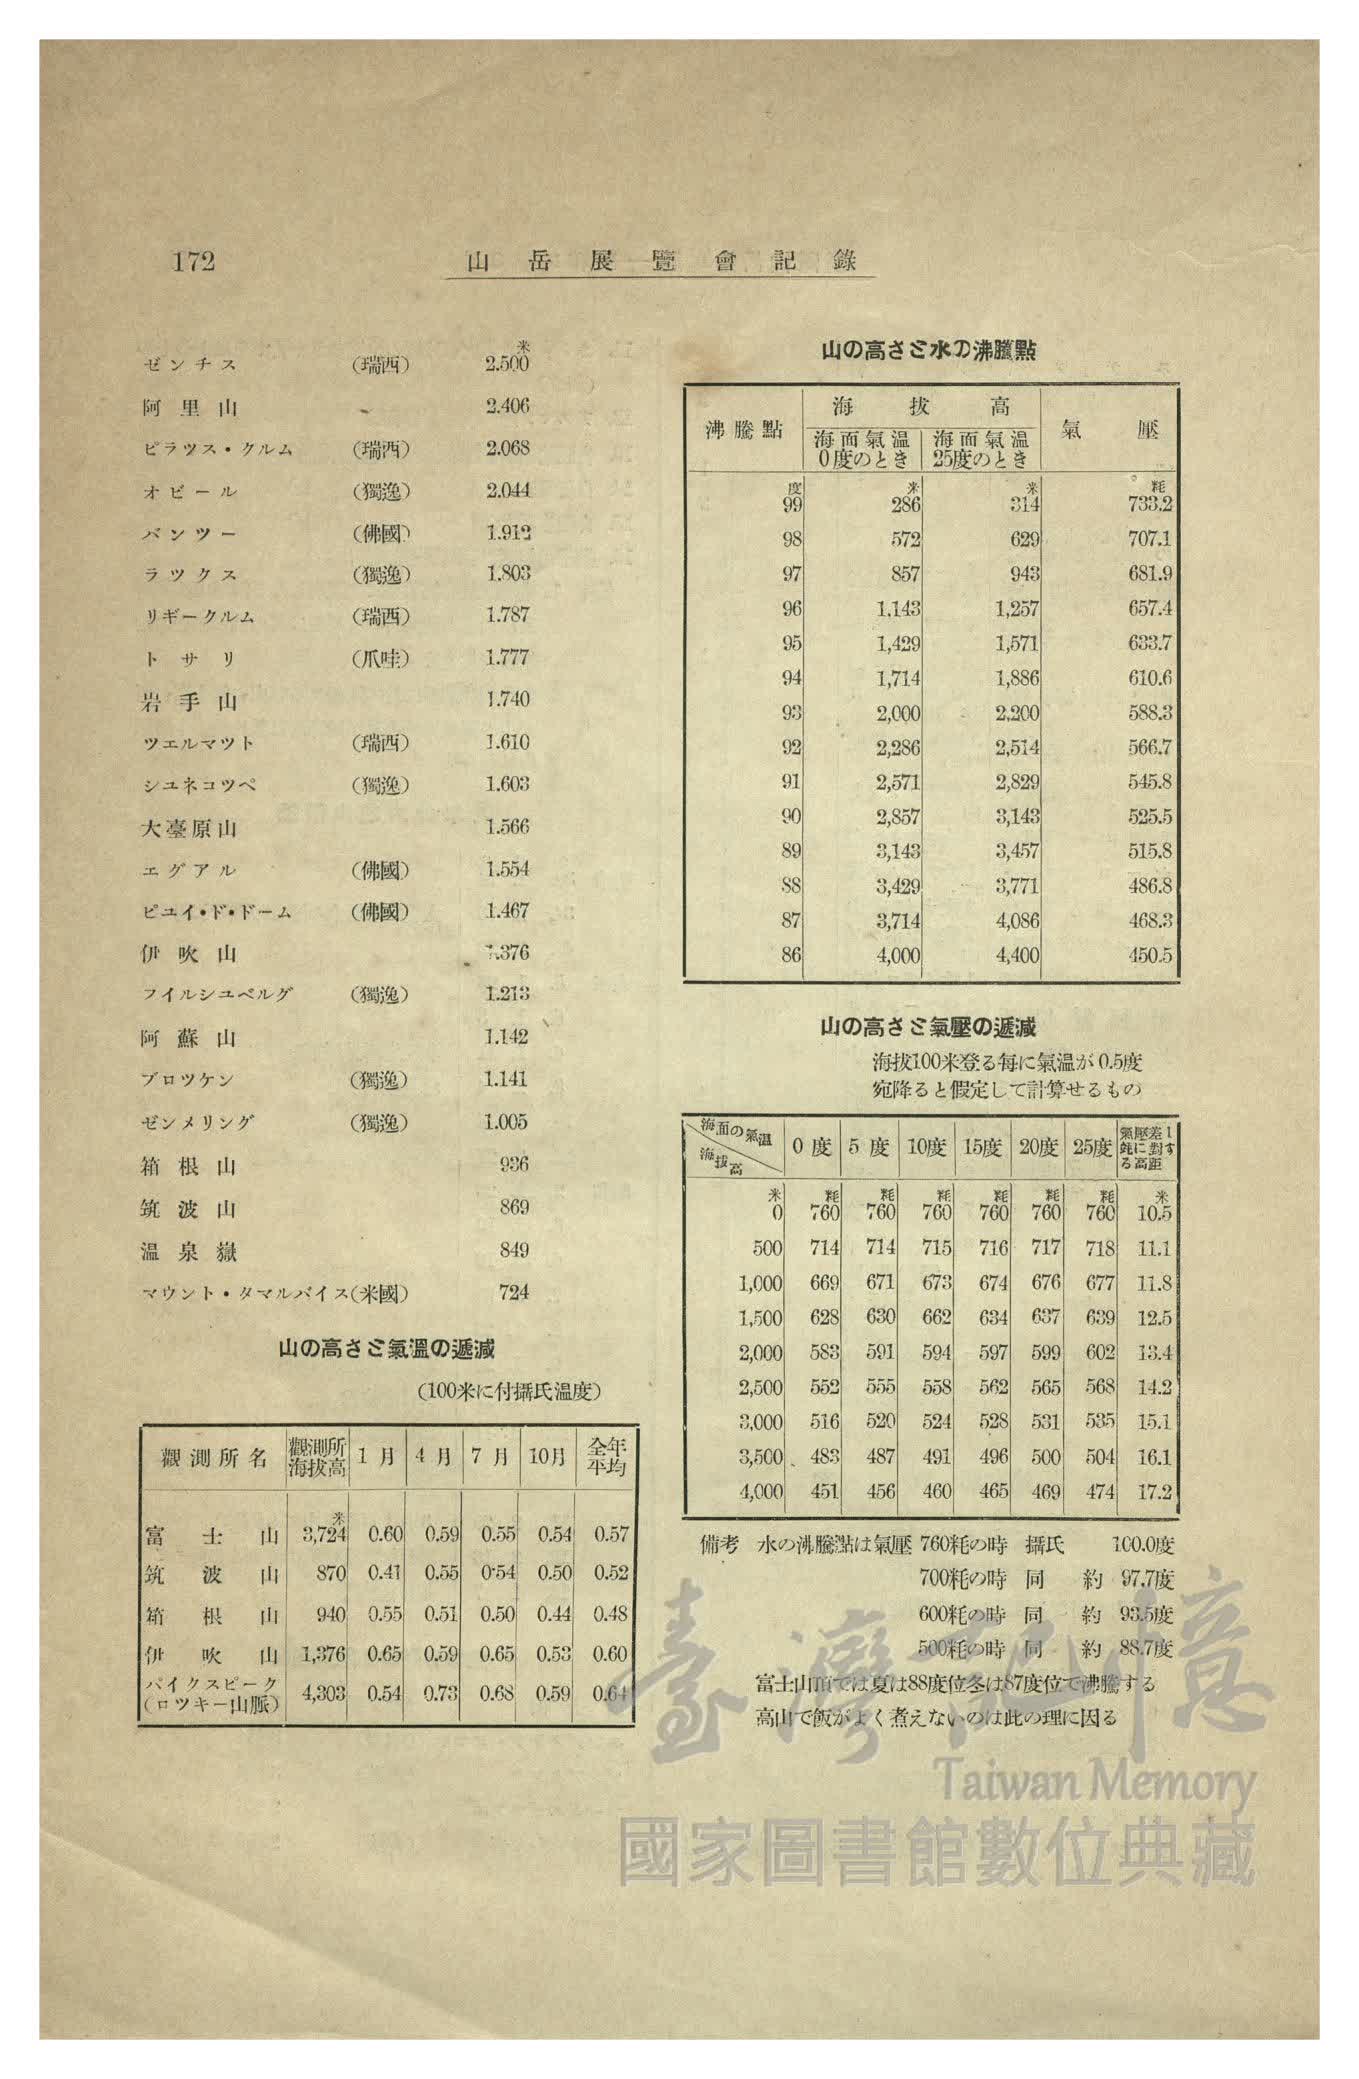 172
山岳展覽會記錄
米
ゼンチス (瑞西) 2.500
阿里山 2.406
ピラツス・クルム (瑞西) 2.068
オビール (獨逸) 2.044
バンツー (佛國) 1.912
ラツクス (獨逸) 1.803
リギークルム (瑞西) 1.787
トサリ (爪哇) 1.777
岩手山 1.740
ツエルマツト (瑞西) 1.610
シユネコツペ (獨逸) 1.603
大臺原山 1.566
エグアル (佛國) 1.554
ピユイ・ド・ドーム (佛國) 1.467
伊吹山 1.376
フイルシユベルグ (獨逸) 1.213
阿蘇山 1.142
ブロツケン (獨逸) 1.141
ゼンメリング (獨逸) 1.005
箱根山 936
筑波山 869
温泉嶽 849
マウント・タマルバイス(米國) 724
山の高さと氣溫の遞減
(100米に付攝氏温度)
觀測所名 觀測所海拔高 1月 4月 7月 10月 全年平均
米
富士山 3,724 0.60 0.59 0.55 0.54 0.57
筑波山 870 0.41 0.55 0·54 0.50 0.52
箱根山 940 0.55 0.51 0.50 0.44 0.48
伊吹山 1,376 0.65 0.59 0.65 0.53 0.60
パイクスピーク
(ロツキー山脈) 4,303 0.54 0.73 0.68 0.59 0.64
山の高さと水の沸騰點
沸騰點 海拔高 氣壓
海面氣温 海面氣温
0度のとき 25度のとき
度 米 米 粍
99 286 314 733.2
98 572 629 707.1
97 857 943 681.9
96 1,143 1,257 657.4
95 1,429 1,571 633.7
94 1,714 1,886 610.6
93 2,000 2,200 588.3
92 2,286 2,514 566.7
91 2,571 2,829 545.8
90 2,857 3,143 525.5
89 3,143 3,457 515.8
88 3,429 3,771 486.8
87 3,714 4,086 468.3
86 4,000 4,400 450.5
山の高さと氣壓の遞減
海拔100米登る每に氣温が0.5度
宛降ると假定して計算せるもの
海面の氣温 海拔高 0度 5度 10度 15度 20度 25度 氣壓差1粍に對する高距
米 粍 粍 粍 粍 粍 粍 米
0 760 760 760 760 760 760 10.5
500 714 714 715 716 717 718 11.1
1,000 669 671 673 674 676 677 11.8
1,500 628 630 662 634 637 639 12.5
2,000 583 591 594 597 599 602 13.4
2,500 552 555 558 562 565 568 14.2
3,000 516 520 524 528 531 535 15.1
3,500 483 487 491 496 500 504 16.1
4,000 451 456 460 465 469 474 17.2
備考 水の沸騰點は氣壓 760粍の時 攝氏 100.0度
700粍の時 同 約 97.7度
600粍の時 同 約 93.5度
500粍の時 同 約 88.7度
富士山頂では夏は88度位冬は87度位で沸騰する
高山で飯がよく煮えないのは此の理に因る
臺灣記憶
Taiwan Memory
國家圖書館數位典藏